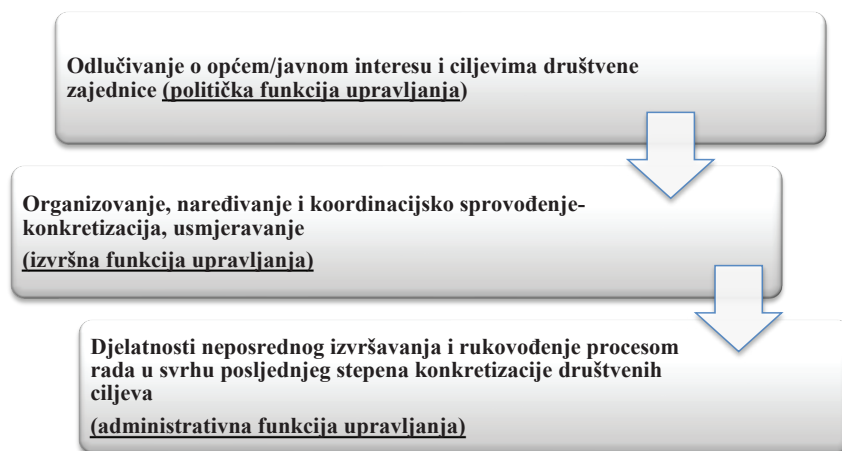 Odlučivanje o općem/javnom interesu i ciljevima društvene
zajednice (politička funkcija upravljanja)
Organizovanje, naređivanje i koordinacijsko sprovođenje-
konkretizacija, usmjeravanje
(izvršna funkcija upravljanja)
Djelatnosti neposrednog izvršavanja i rukovođenje procesom
rada u svrhu posljednjeg stepena konkretizacije društvenih
ciljeva
(administrativna funkcija upravljanja)